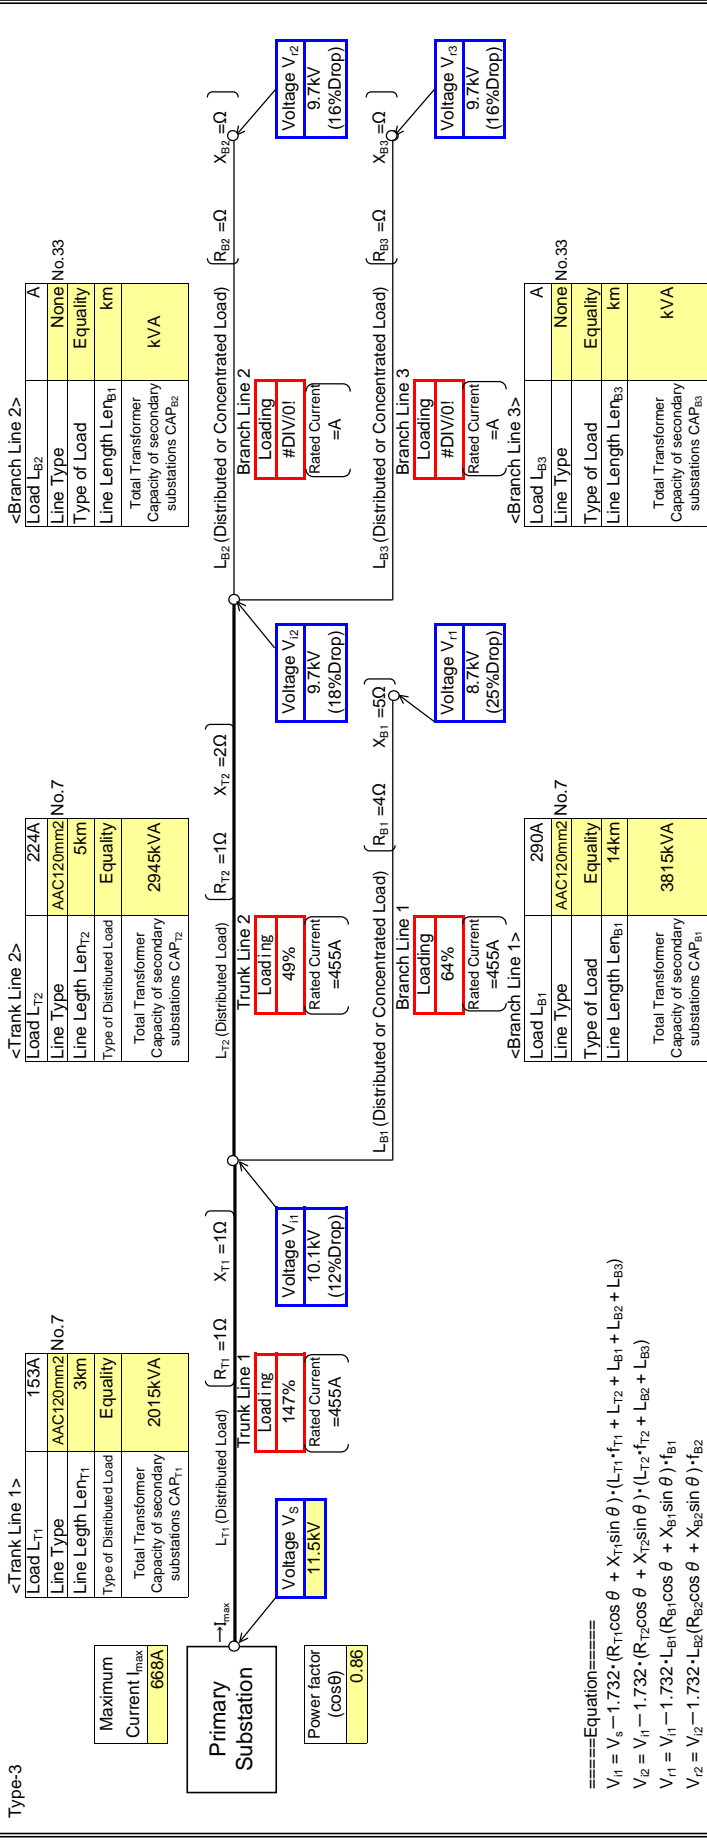 Type-3
Maximum
Current Imax
668A
Primary
Substation
→Imax
Power factor
(cosθ)
0.86
Voltage VS
11.5kV
<Trank Line 1>
Load LT1 153A
Line Type AAC120mm2 No.7
Line Legth LenT1 3km
Type of Distributed Load Equality
Total Transformer
Capacity of secondary
substations CAPT1
2015kVA
LT1 (Distributed Load)
RT1 =1Ω XT1 =1Ω
Trunk Line 1
Loading
147%
Rated Current
=455A
Voltage Vi1
10.1kV
(12%Drop)
<Trank Line 2>
Load LT2 224A
Line Type AAC120mm2 No.7
Line Legth LenT2 5km
Type of Distributed Load Equality
Total Transformer
Capacity of secondary
substations CAPT2
2945kVA
LT2 (Distributed Load)
RT2 =1Ω XT2 =2Ω
Trunk Line 2
Loading
49%
Rated Current
=455A
Voltage Vi2
9.7kV
(18%Drop)
LB1 (Distributed or Concentrated Load)
RB1 =4Ω XB1 =5Ω
Branch Line 1
Loading
64%
Rated Current
=455A
Voltage Vr1
8.7kV
(25%Drop)
<Branch Line 1>
Load LB1 290A
Line Type AAC120mm2 No.7
Type of Load Equality
Line Length LenB1 14km
Total Transformer
Capacity of secondary
substations CAPB1
3815kVA
<Branch Line 2>
Load LB2 A
Line Type None No.33
Type of Load Equality
Line Length LenB1 km
Total Transformer
Capacity of secondary
substations CAPB2
kVA
LB2 (Distributed or Concentrated Load)
RB2 =Ω XB2 =Ω
Branch Line 2
Loading
#DIV/0!
Rated Current
=A
Voltage Vr2
9.7kV
(16%Drop)
LB3 (Distributed or Concentrated Load)
RB3 =Ω XB3 =Ω
Branch Line 3
Loading
#DIV/0!
Rated Current
=A
Voltage Vr3
9.7kV
(16%Drop)
<Branch Line 3>
Load LB3 A
Line Type None No.33
Type of Load Equality
Line Length LenB3 km
Total Transformer
Capacity of secondary
substations CAPB3
kVA
=====Equation=====
Vi1 = Vs－1.732・(RT1cos θ + XT1sin θ)・(LT1・fT1 + LT2 + LB1 + LB2 + LB3)
Vi2 = Vi1－1.732・(RT2cos θ + XT2sin θ)・(LT2・fT2 + LB2 + LB3)
Vr1 = Vi1－1.732・LB1(RB1cos θ + XB1sin θ)・fB1
Vr2 = Vi2－1.732・LB2(RB2cos θ + XB2sin θ)・fB2